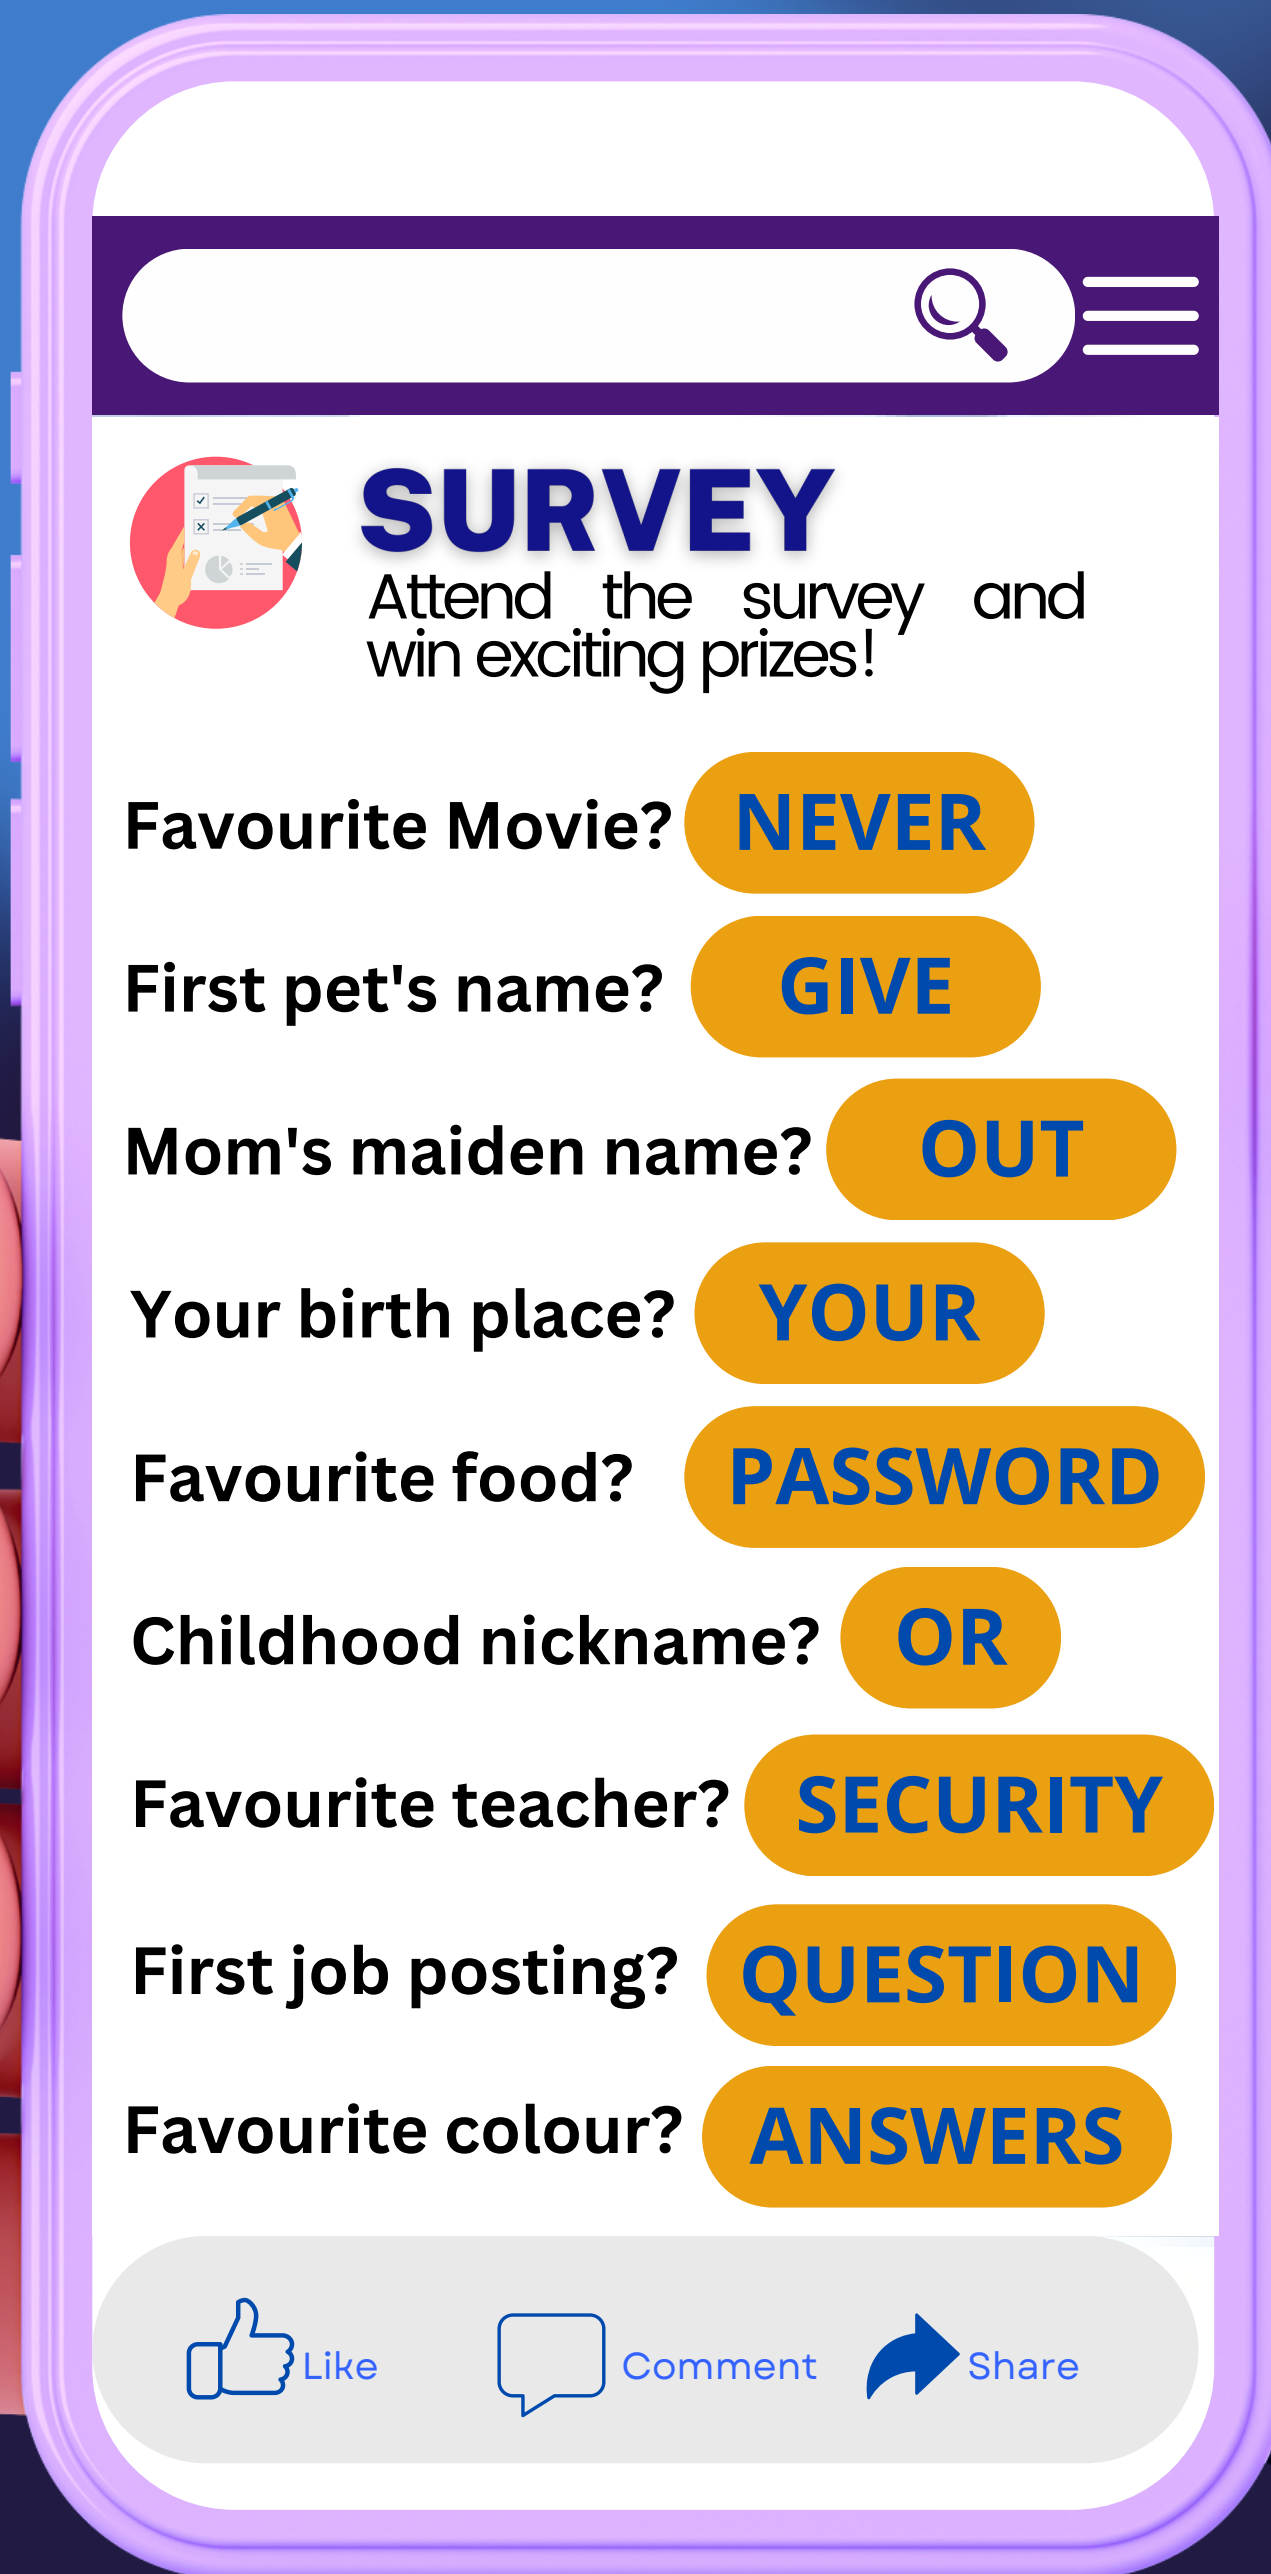 SURVEY
Attend the survey and
win exciting prizes!
Favourite Movie? NEVER
First pet's name? GIVE
Mom's maiden name? OUT
Your birth place? YOUR
Favourite food? PASSWORD
Childhood nickname? OR
Favourite teacher? SECURITY
First job posting? QUESTION
Favourite colour? ANSWERS
Like Comment Share